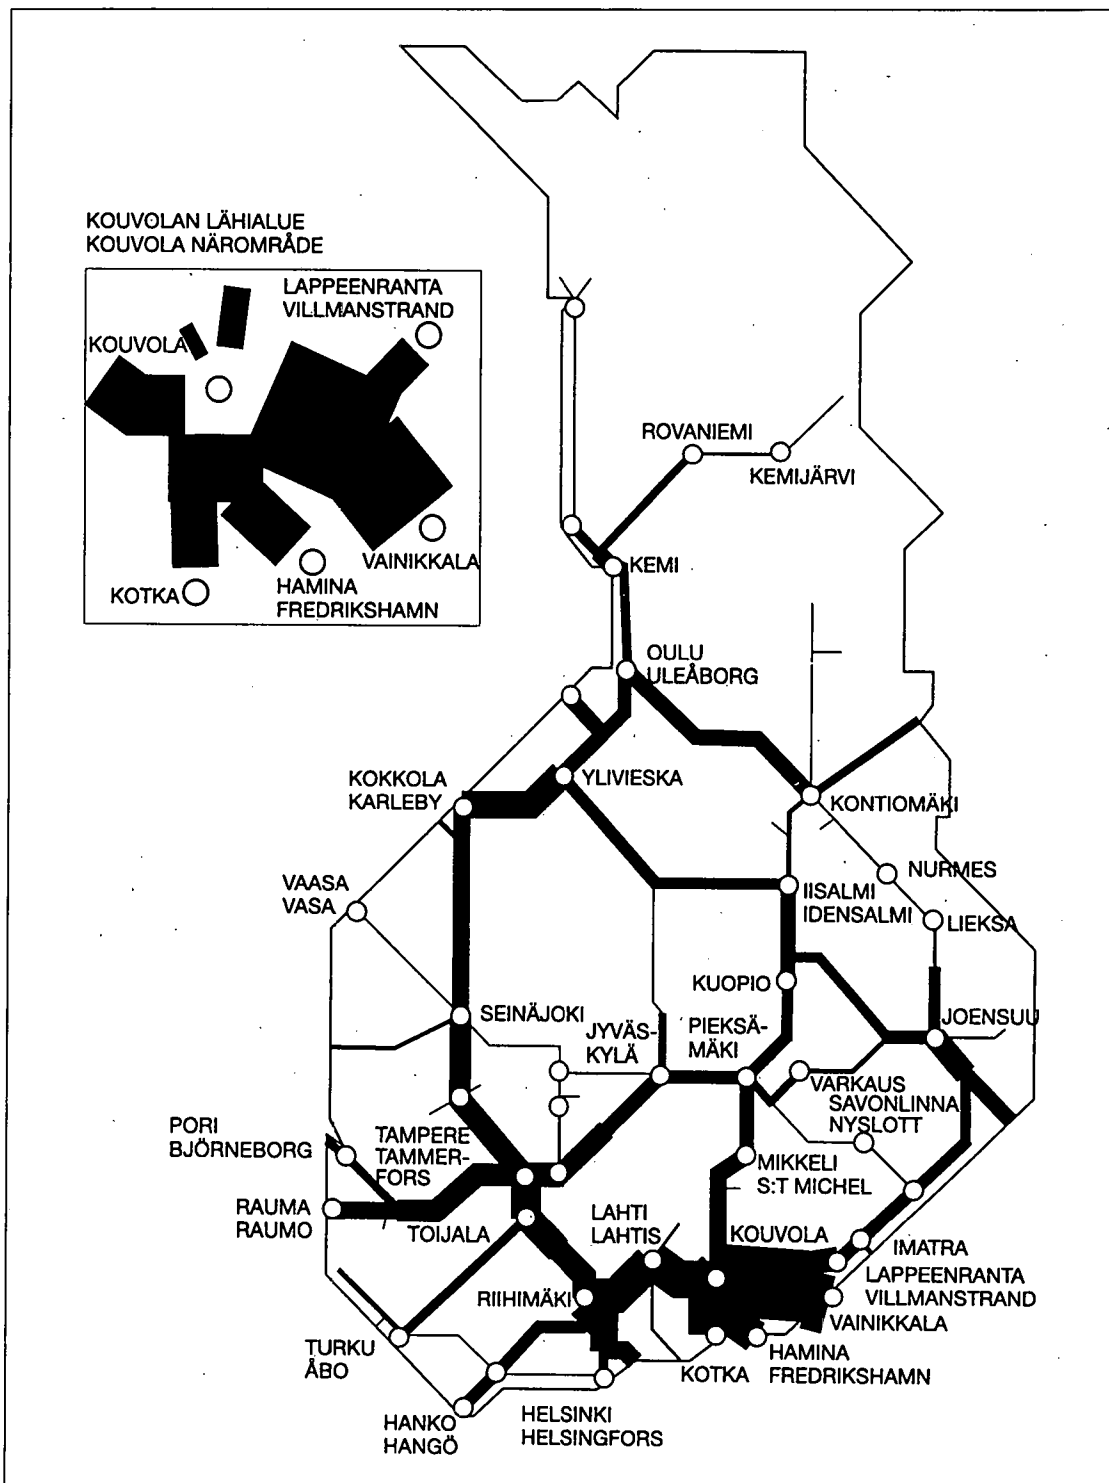 KOUVOLAN LÄHIALUE
KOUVOLA NÄROMRÅDE
LAPPEENRANTA
VILLMANSTRAND
KOUVOLA
VAINIKKALA
HAMINA
FREDRIKSHAMN
KOTKA
ROVANIEMI
KEMIJÄRVI
KEMI
OULU
ULEÅBORG
YLIVIESKA
KOKKOLA
KARLEBY
KONTIOMÄKI
NURMES
VAASA
VASA
IISALMI
IDENSALMI
LIEKSA
KUOPIO
SEINÄJOKI
JYVÄS-
KYLÄ
PIEKSÄ-
MÄKI
JOENSUU
VARKAUS
SAVONLINNA
NYSLOTT
PORI
BJÖRNEBORG
TAMPERE
TAMMER-
FORS
MIKKELI
S:T MICHEL
RAUMA
RAUMO
TOIJALA
LAHTI
LAHTIS
KOUVOLA
IMATRA
LAPPEENRANTA
VILLMANSTRAND
RIIHIMÄKI
VAINIKKALA
TURKU
ÅBO
KOTKA
HAMINA
FREDRIKSHAMN
HANKO
HANGÖ
HELSINKI
HELSINGFORS